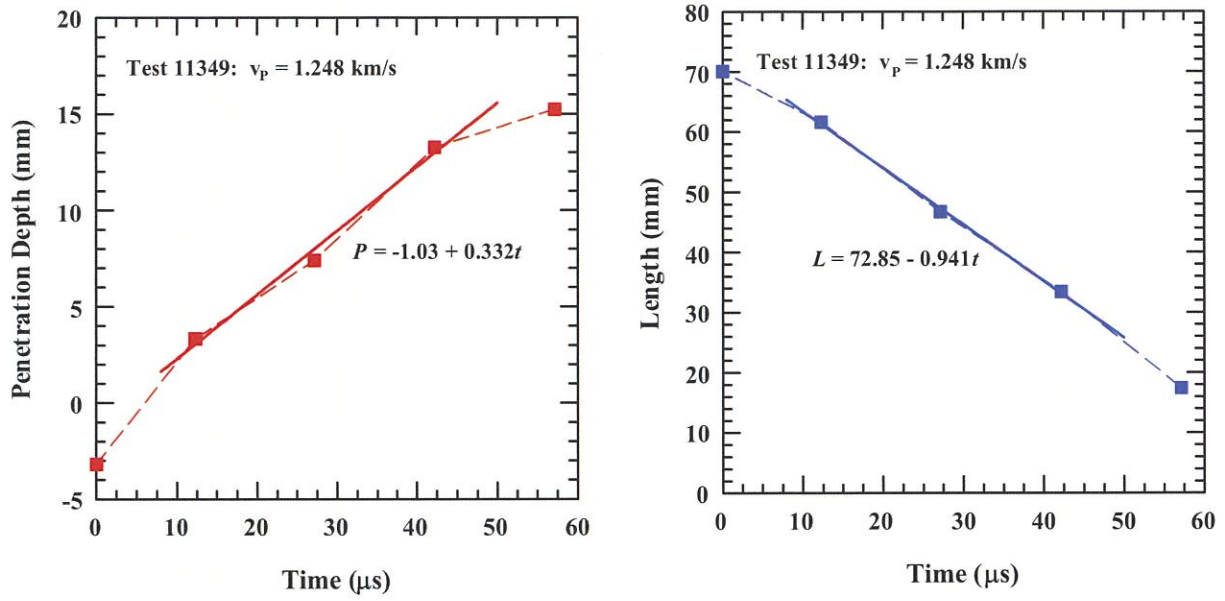 20
15
10
5
0
-5
Penetration Depth (mm)
Test 11349: vP = 1.248 km/s
P = -1.03 + 0.332t
0 10 20 30 40 50 60
Time (μs)
80
70
60
50
40
30
20
10
0
Length (mm)
Test 11349: vP = 1.248 km/s
L = 72.85 - 0.941t
0 10 20 30 40 50 60
Time (μs)